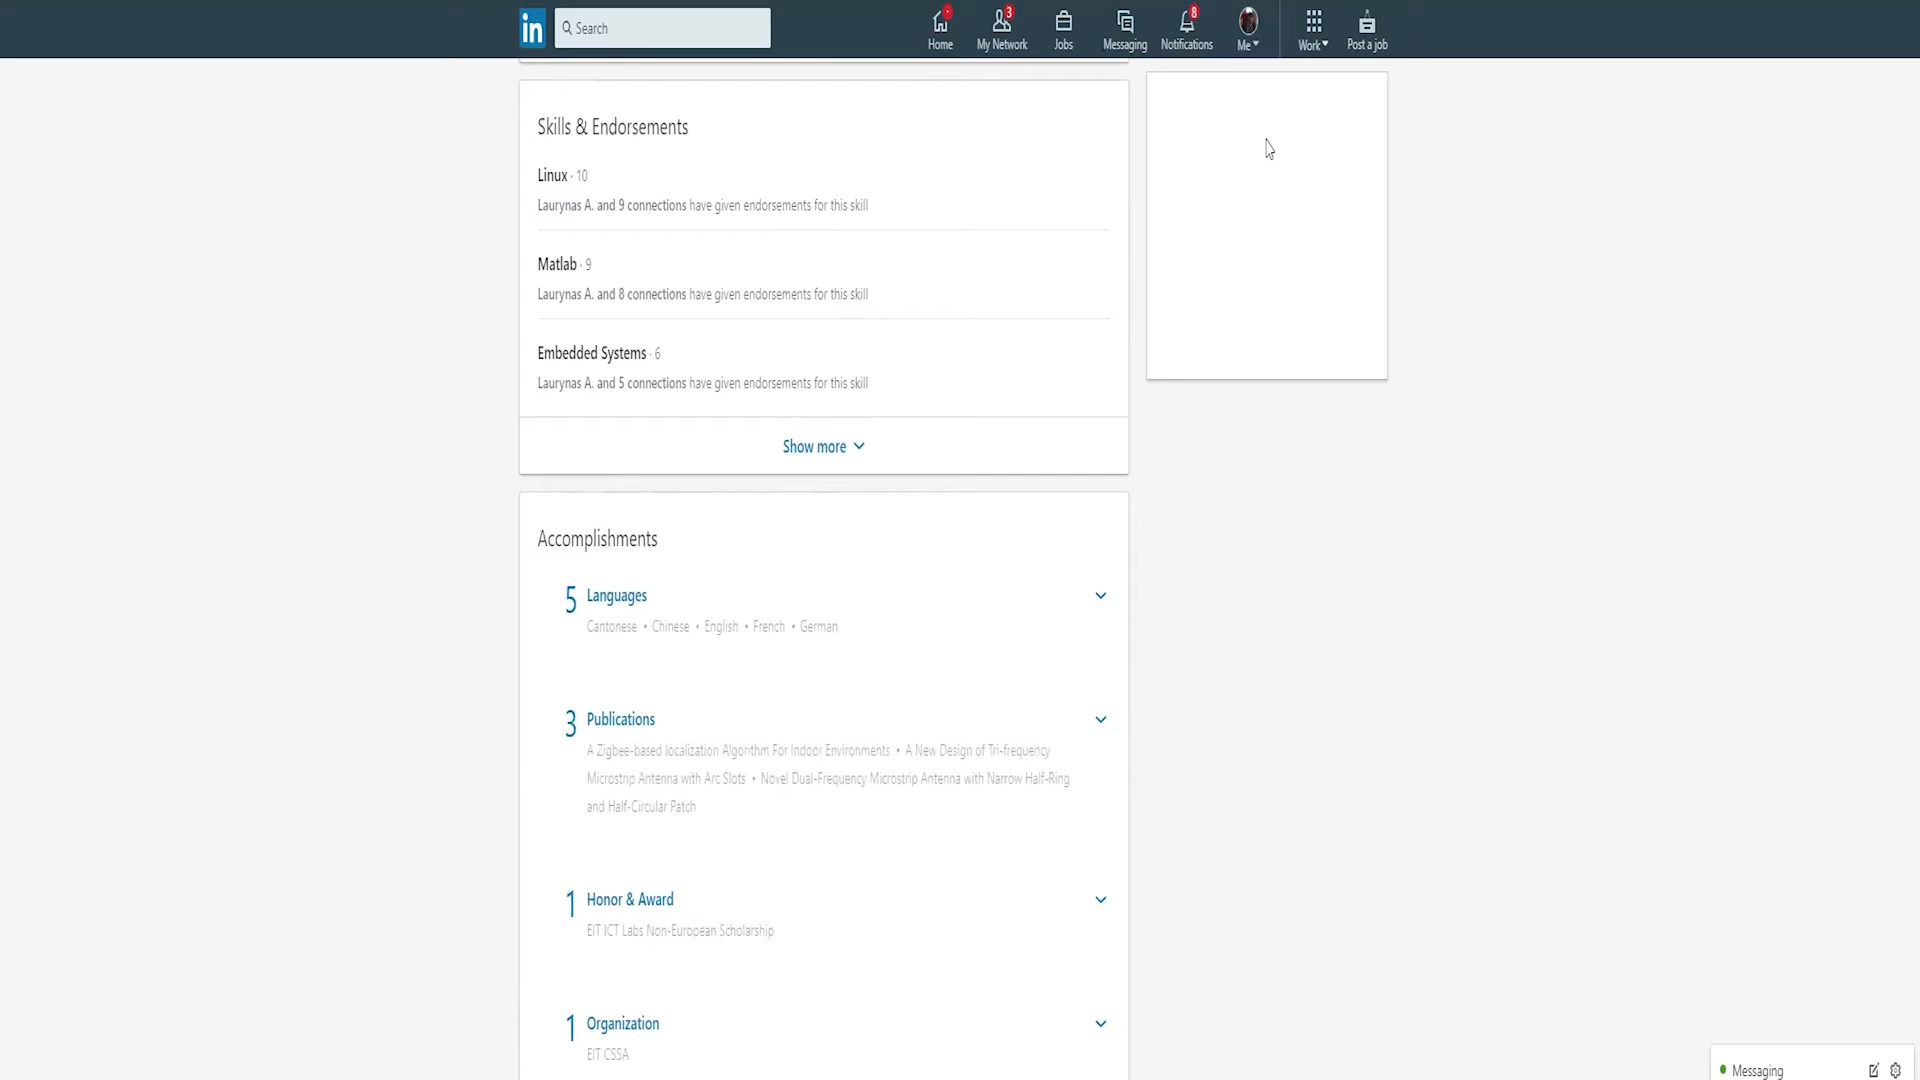 in
Search
3
8
Home
My Network
Jobs
Messaging
Notifications
Me
Work
Post a job
Skills & Endorsements
Linux · 10
Laurynas A. and 9 connections have given endorsements for this skill
Matlab · 9
Laurynas A. and 8 connections have given endorsements for this skill
Embedded Systems · 6
Laurynas A. and 5 connections have given endorsements for this skill
Show more
Accomplishments
5 Languages
Cantonese • Chinese • English • French • German
3 Publications
A Zigbee-based localization Algorithm For Indoor Environments • A New Design of Tri-frequency
Microstrip Antenna with Arc Slots • Novel Dual-Frequency Microstrip Antenna with Narrow Half-Ring
and Half-Circular Patch
1 Honor & Award
EIT ICT Labs Non-European Scholarship
1 Organization
EIT CSSA
Messaging